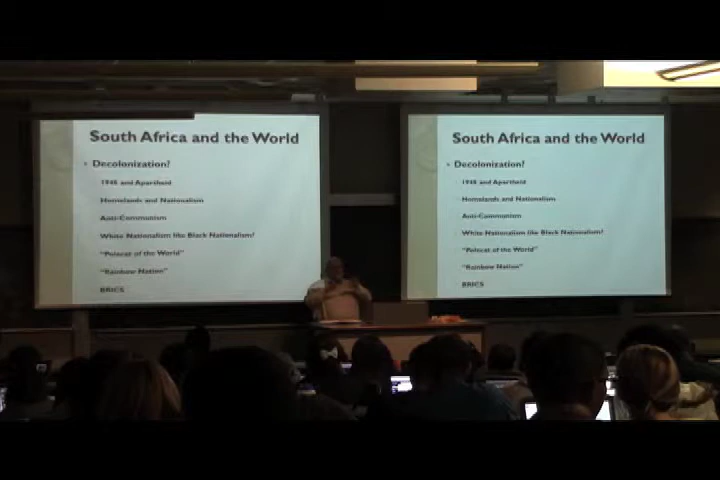 South Africa and the World
Decolonization?
1948 and Apartheid
Homelands and Nationalism
Anti-Communism
White Nationalism like Black Nationalism?
"Polecat of the World"
"Rainbow Nation"
BRICS
South Africa and the World
Decolonization?
1948 and Apartheid
Homelands and Nationalism
Anti-Communism
White Nationalism like Black Nationalism?
"Polecat of the World"
"Rainbow Nation"
BRICS